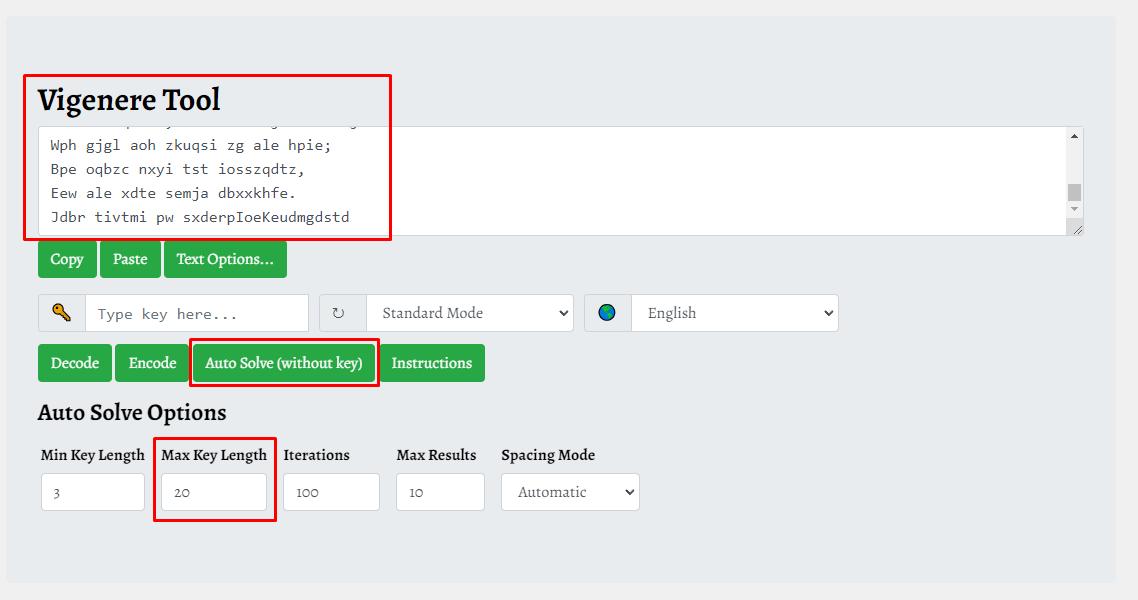 Vigenere Tool
Wph gjgl aoh zkuqsi zg ale hpie;
Bpe oqbzc nxyi tst iosszqdtz,
Eew ale xdte semja dbxxkhfe.
Jdbr tivtmi pw sxderpIoeKeudmgdstd
Copy Paste Text Options...
Type key here... Standard Mode English
Decode Encode Auto Solve (without key) Instructions
Auto Solve Options
Min Key Length Max Key Length Iterations Max Results Spacing Mode
3 20 100 10 Automatic